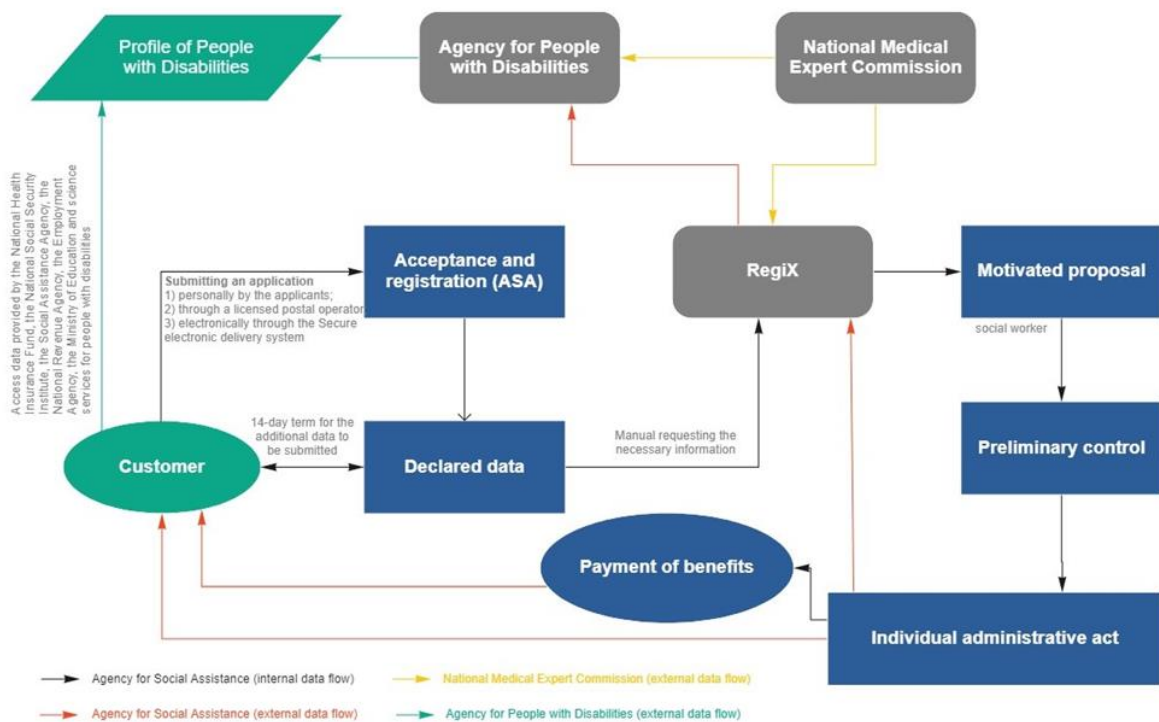 Profile of People
with Disabilities
Agency for People
with Disabilities
National Medical
Expert Commission
Access data provided by the National Health
Insurance Fund, the National Social Security
Institute, the Social Assistance Agency, the
National Revenue Agency, the Employment
Agency, the Ministry of Education and science
services for people with disabilities
Submitting an application
1) personally by the applicants;
2) through a licensed postal operator
3) electronically through the Secure
electronic delivery system
Acceptance and
registration (ASA)
RegiX
Motivated proposal
social worker
Customer
14-day term for the
additional data to
be submitted
Declared data
Manual requesting the
necessary information
Preliminary control
Payment of benefits
Individual administrative act
Agency for Social Assistance (internal data flow)
National Medical Expert Commission (external data flow)
Agency for Social Assistance (external data flow)
Agency for People with Disabilities (external data flow)